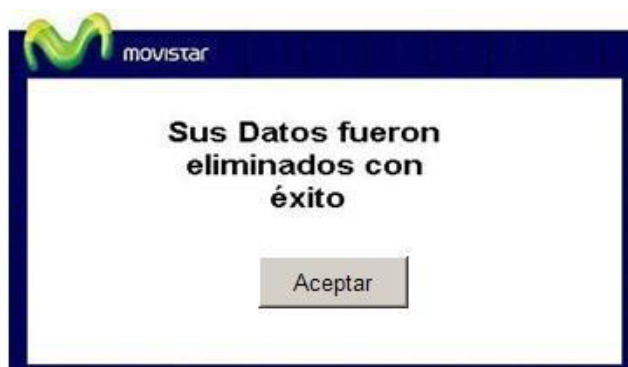 movistar
Sus Datos fueron
eliminados con
éxito
Aceptar